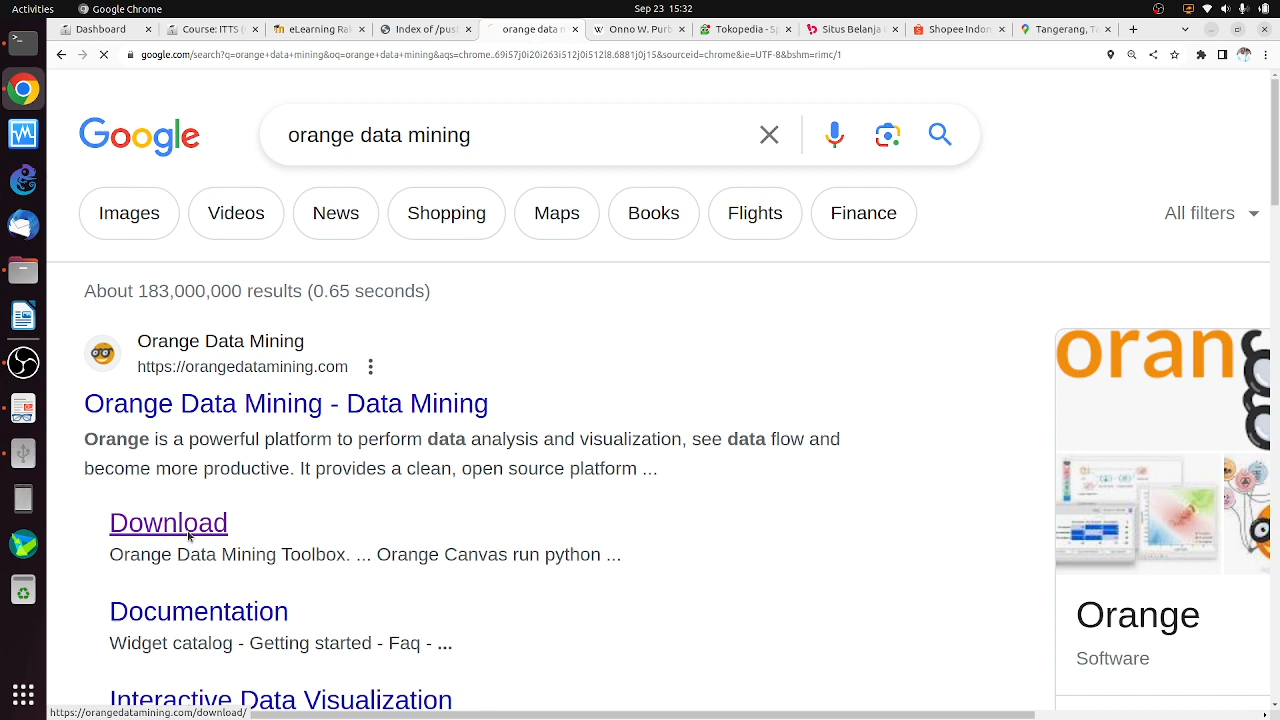 Activities
Google Chrome
Sep 23 15:32
Dashboard
Course: ITTS (
eLearning Ra
Index of /pus
orange data m
Onno W. Purb
Tokopedia - S
Situs Belanja
Shopee Indon
Tangerang, T
google.com/search?q=orange+data+mining&oq=orange+data+mining&aqs=chrome..69i57j0i20i263i512j0i512l8.6881j0j15&sourceid=chrome&ie=UTF-8&bshm=rimc/1
Google
orange data mining
Images
Videos
News
Shopping
Maps
Books
Flights
Finance
All filters
About 183,000,000 results (0.65 seconds)
Orange Data Mining
https://orangedatamining.com
Orange Data Mining - Data Mining
Orange is a powerful platform to perform data analysis and visualization, see data flow and
become more productive. It provides a clean, open source platform ...
Download
Orange Data Mining Toolbox. ... Orange Canvas run python ...
Documentation
Widget catalog - Getting started - Faq - ...
Interactive Data Visualization
oran
Orange
Software
https://orangedatamining.com/download/